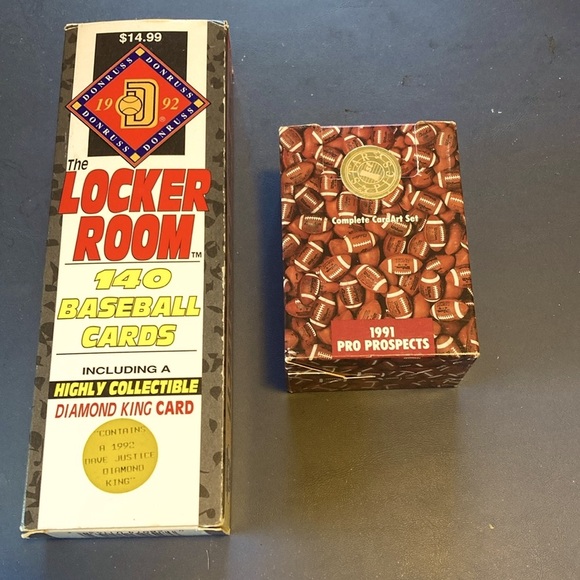 $14.99
DONRUSS DONRUSS
19 D 92
DONRUSS DONRUSS
The
LOCKER
ROOM™
140
BASEBALL
CARDS
INCLUDING A
HIGHLY COLLECTIBLE
DIAMOND KING CARD
CONTAINS
A 1992
DAVE JUSTICE
"DIAMOND
KING"
Complete CardArt Set
1991
PRO PROSPECTS